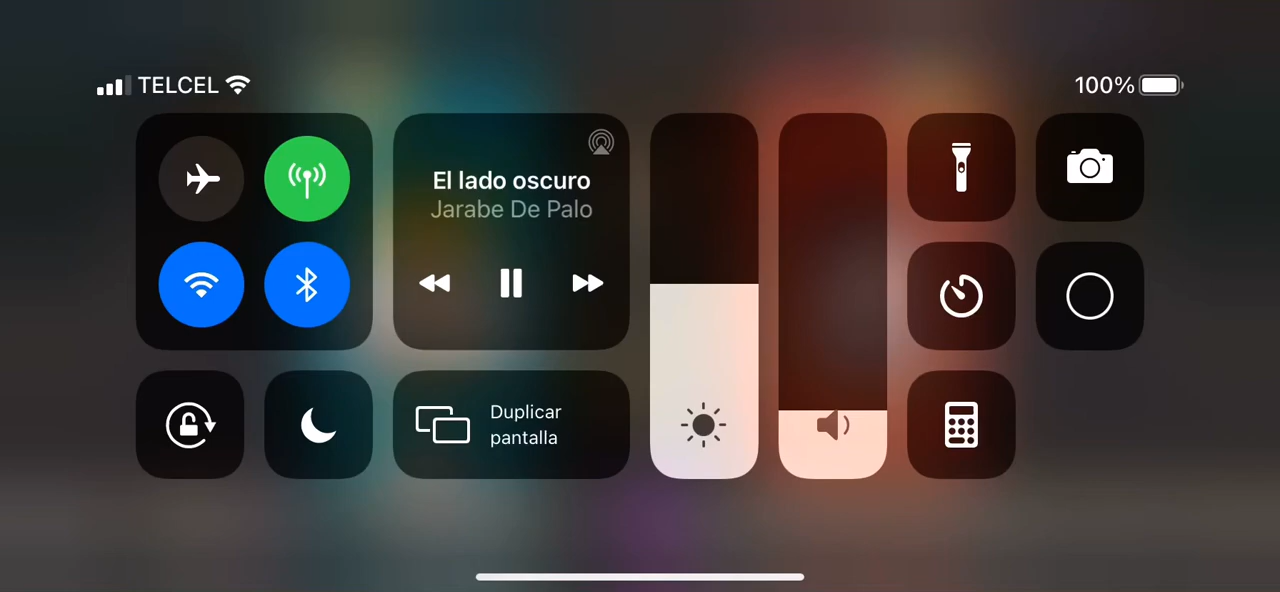 TELCEL
100%
El lado oscuro
Jarabe De Palo
Duplicar
pantalla